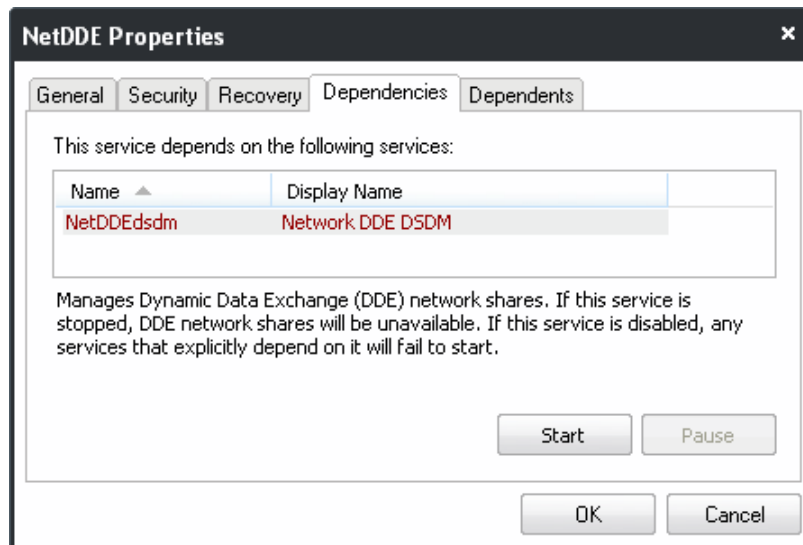 NetDDE Properties
General Security Recovery Dependencies Dependents
This service depends on the following services:
Name Display Name
NetDDEdsdm Network DDE DSDM
Manages Dynamic Data Exchange (DDE) network shares. If this service is
stopped, DDE network shares will be unavailable. If this service is disabled, any
services that explicitly depend on it will fail to start.
Start Pause
OK Cancel